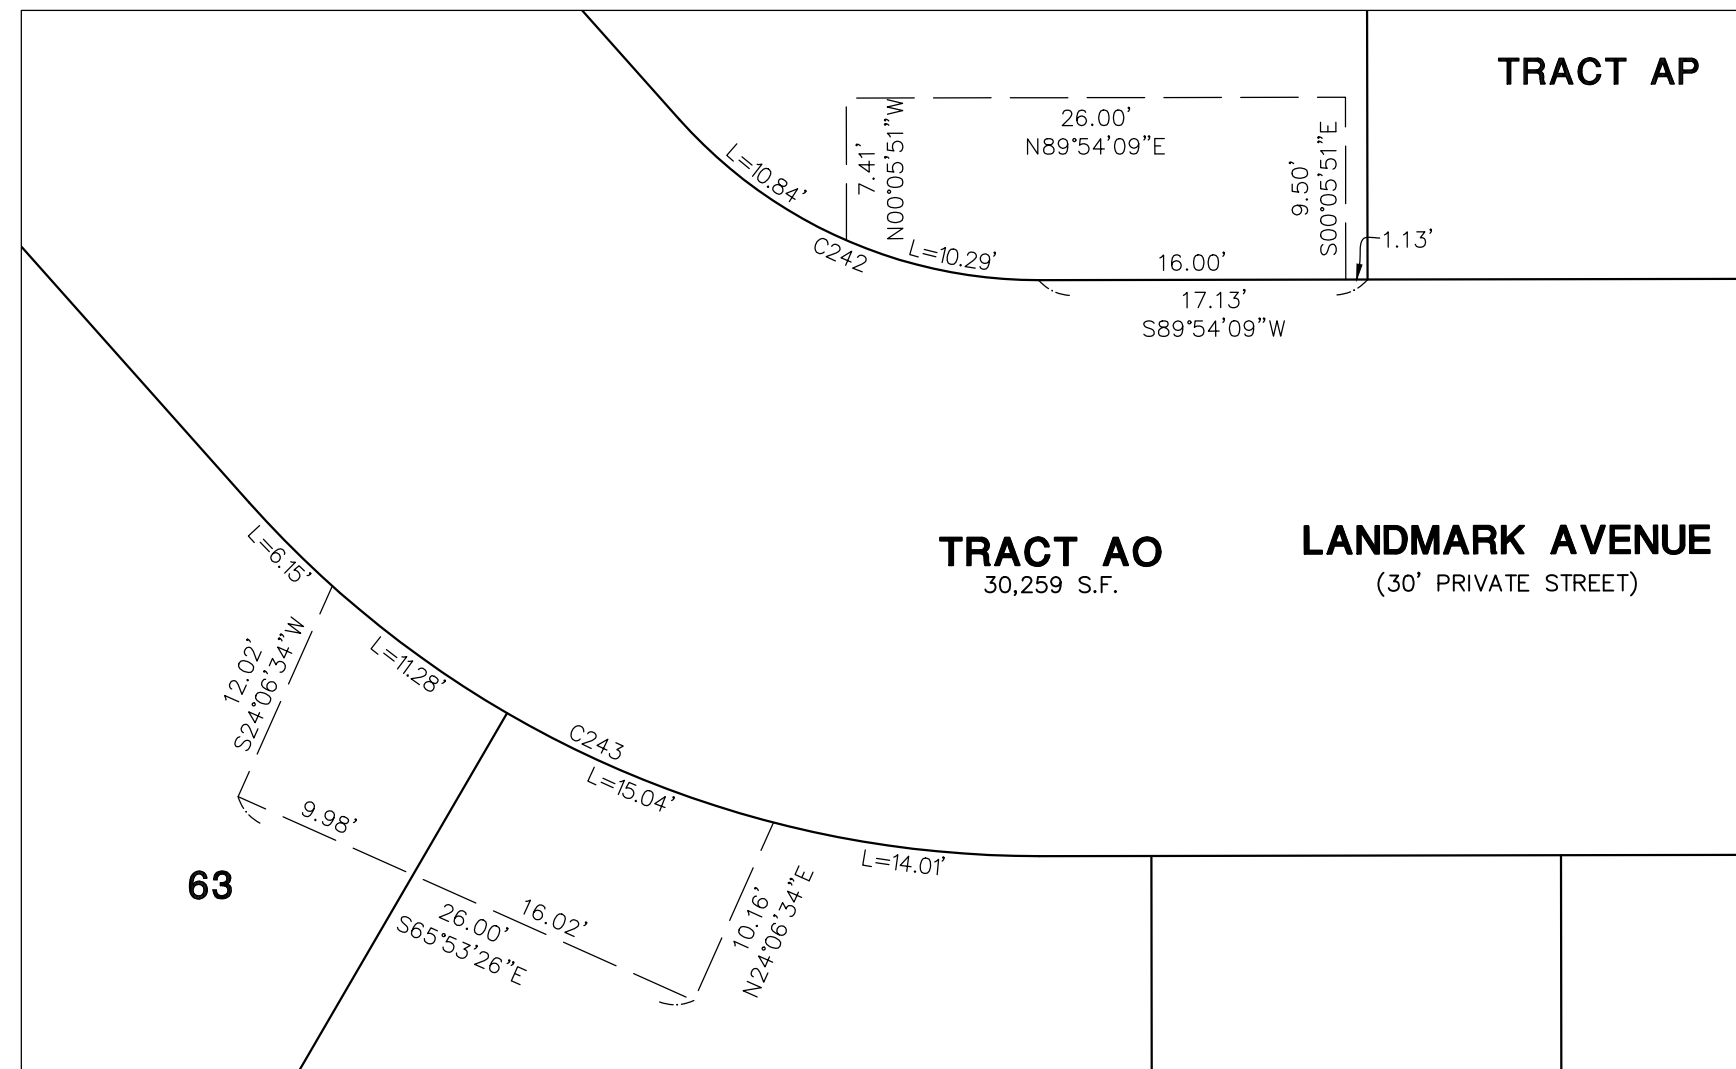 TRACT AP
26.00'
N89°54'09"E
7.41'
N00°05'51"W
9.50'
S00°05'51"E
L=10.84'
C242
L=10.29'
16.00'
1.13'
17.13'
S89°54'09"W
TRACT AO
30,259 S.F.
LANDMARK AVENUE
(30' PRIVATE STREET)
L=6.15'
12.02'
S24°06'34"W
L=11.28'
C243
L=15.04'
9.98'
L=14.01'
63
16.02'
26.00'
S65°53'26"E
10.16'
N24°06'34"E